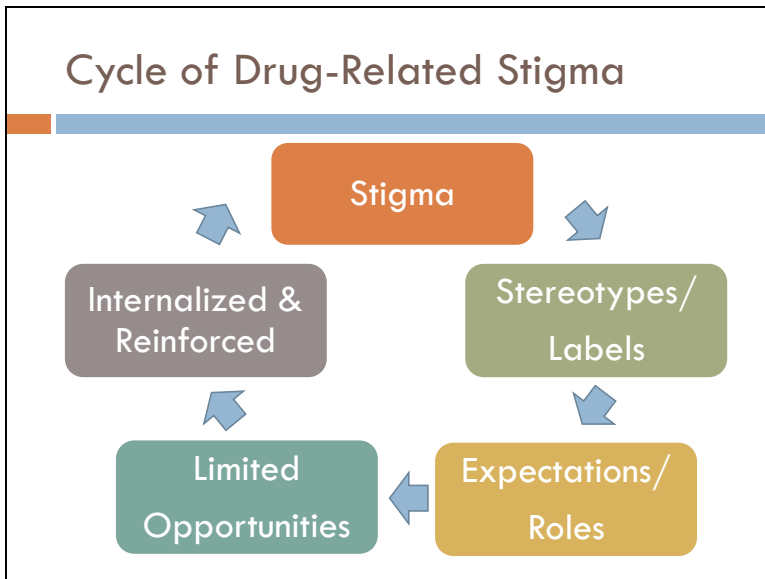 Cycle of Drug-Related Stigma
Stigma
Stereotypes/
Labels
Expectations/
Roles
Limited
Opportunities
Internalized &
Reinforced